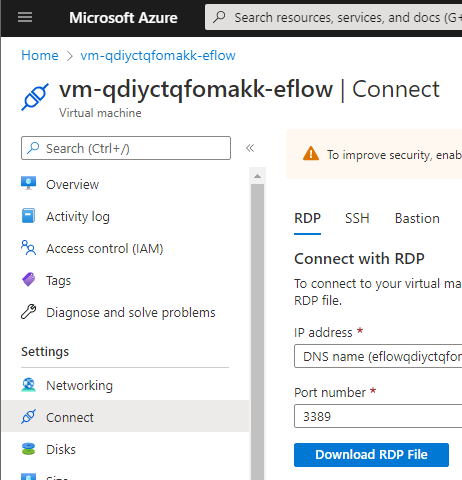 Microsoft Azure
Search resources, services, and docs (G+
Home > vm-qdiyctqfomakk-eflow
vm-qdiyctqfomakk-eflow | Connect
Virtual machine
Search (Ctrl+/)
«
Overview
Activity log
Access control (IAM)
Tags
Diagnose and solve problems
Settings
Networking
Connect
Disks
Size
To improve security, enab
RDP SSH Bastion
Connect with RDP
To connect to your virtual ma
RDP file.
IP address *
DNS name (eflowqdiyctqfor
Port number *
3389
Download RDP File